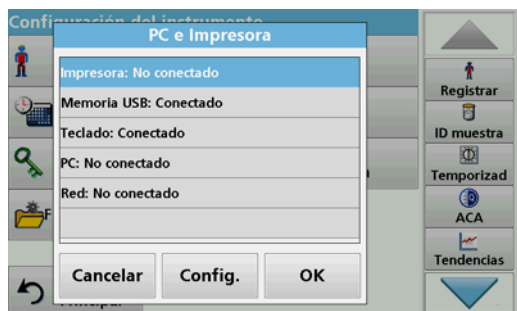 Configuración del instrumento
PC e Impresora
Impresora: No conectado
Memoria USB: Conectado
Teclado: Conectado
PC: No conectado
Red: No conectado
Cancelar
Config.
OK
Principal
Registrar
ID muestra
Temporizad
ACA
Tendencias